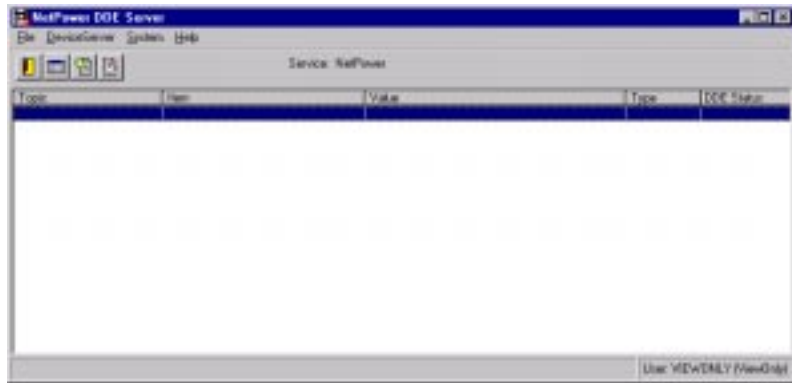 NetPower DDE Server
File DeviceServer System Help
Service: NetPower
Topic Item Value Type DDE Status
User: VIEWONLY (ViewOnly)